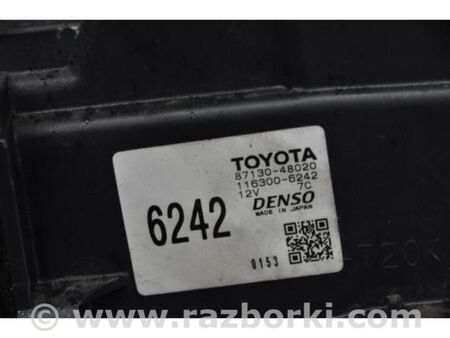 TOYOTA
87130-48020
116300-6242
12V 7C
DENSO
MADE IN JAPAN
6242
0153
www.razborki.com